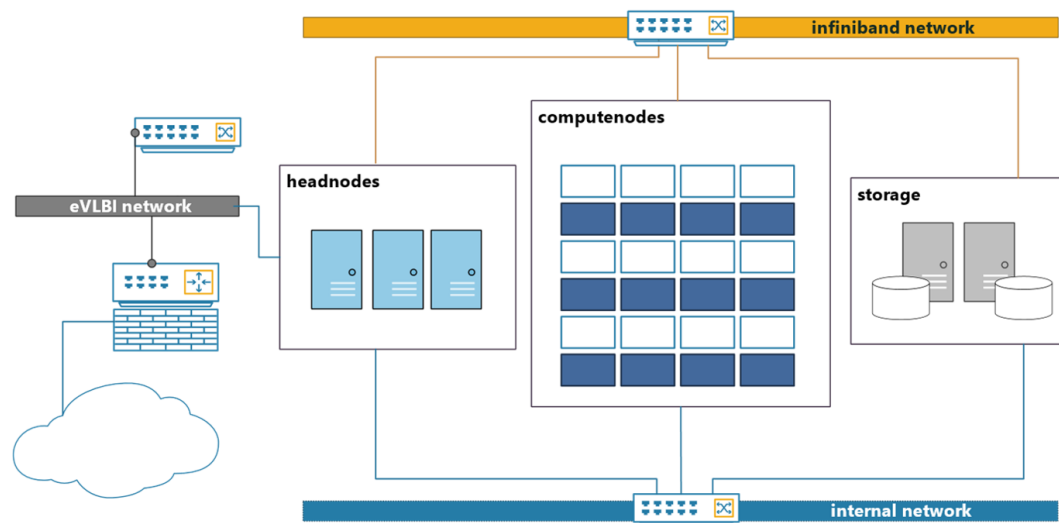 infiniband network
computenodes
headnodes
storage
eVLBI network
internal network